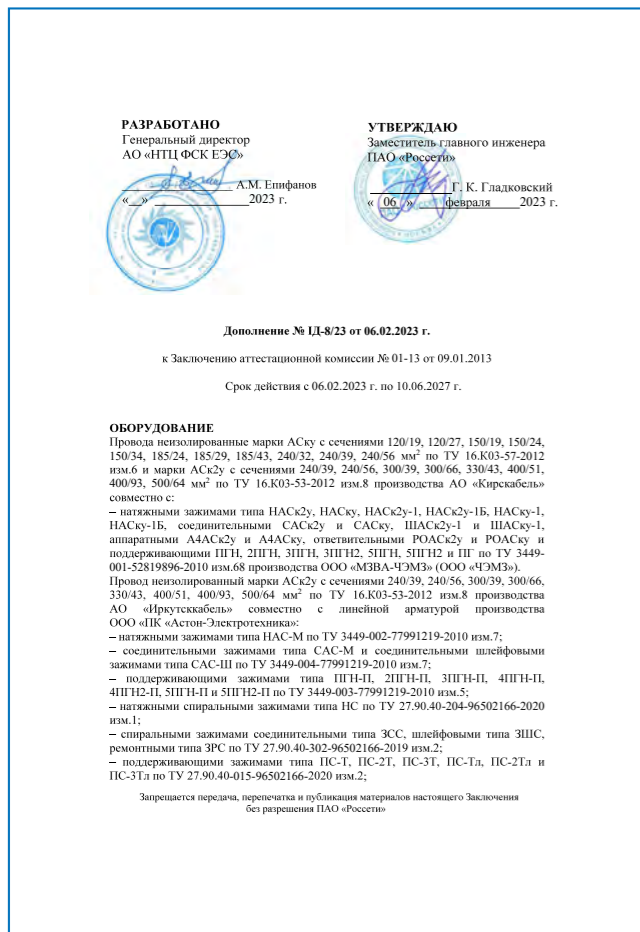 РАЗРАБОТАНО
Генеральный директор
АО «НТЦ ФСК ЕЭС»
А.М. Епифанов
«__» _______________2023 г.
УТВЕРЖДАЮ
Заместитель главного инженера
ПАО «Россети»
Г. К. Гладковский
« 06 » ____февраля____2023 г.
Дополнение № IД-8/23 от 06.02.2023 г.
к Заключению аттестационной комиссии № 01-13 от 09.01.2013
Срок действия с 06.02.2023 г. по 10.06.2027 г.
ОБОРУДОВАНИЕ
Провода неизолированные марки АСку с сечениями 120/19, 120/27, 150/19, 150/24,
150/34, 185/24, 185/29, 185/43, 240/32, 240/39, 240/56 мм² по ТУ 16.К03-57-2012
изм.6 и марки АСк2у с сечениями 240/39, 240/56, 300/39, 300/66, 330/43, 400/51,
400/93, 500/64 мм² по ТУ 16.К03-53-2012 изм.8 производства АО «Кирскабель»
совместно с:
– натяжными зажимами типа НАСк2у, НАСку, НАСк2у-1, НАСк2у-1Б, НАСку-1,
НАСку-1Б, соединительными САСк2у и САСку, ШАСк2у-1 и ШАСку-1,
аппаратными А4АСк2у и А4АСку, ответвительными РОАСк2у и РОАСку и
поддерживающими ПГН, 2ПГН, 3ПГН, 3ПГН2, 5ПГН, 5ПГН2 и ПГ по ТУ 3449-
001-52819896-2010 изм.68 производства ООО «МЗВА-ЧЭМЗ» (ООО «ЧЭМЗ»).
Провод неизолированный марки АСк2у с сечениями 240/39, 240/56, 300/39, 300/66,
330/43, 400/51, 400/93, 500/64 мм² по ТУ 16.К03-53-2012 изм.8 производства
АО «Иркутсккабель» совместно с линейной арматурой производства
ООО «ПК «Астон-Электротехника»:
– натяжными зажимами типа НАС-М по ТУ 3449-002-77991219-2010 изм.7;
– соединительными зажимами типа САС-М и соединительными шлейфовыми
зажимами типа САС-Ш по ТУ 3449-004-77991219-2010 изм.7;
– поддерживающими зажимами типа ПГН-П, 2ПГН-П, 3ПГН-П, 4ПГН-П,
4ПГН2-П, 5ПГН-П и 5ПГН2-П по ТУ 3449-003-77991219-2010 изм.5;
– натяжными спиральными зажимами типа НС по ТУ 27.90.40-204-96502166-2020
изм.1;
– спиральными зажимами соединительными типа ЗСС, шлейфовыми типа ЗШС,
ремонтными типа ЗРС по ТУ 27.90.40-302-96502166-2019 изм.2;
– поддерживающими зажимами типа ПС-Т, ПС-2Т, ПС-3Т, ПС-Тл, ПС-2Тл и
ПС-3Тл по ТУ 27.90.40-015-96502166-2020 изм.2;
Запрещается передача, перепечатка и публикация материалов настоящего Заключения
без разрешения ПАО «Россети»